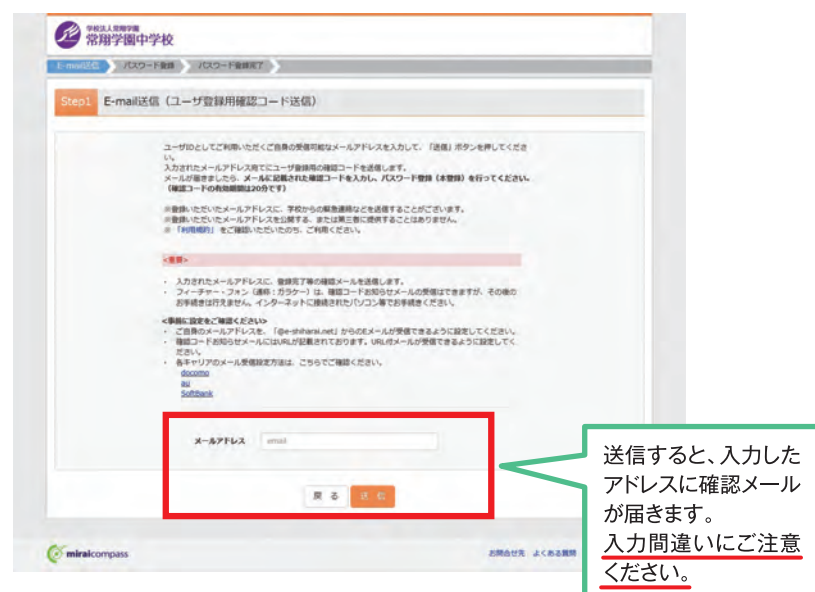 学校法人常翔学園
常翔学園中学校
E-mail送信 パスワード登録 パスワード登録完了
Step1 E-mail送信（ユーザ登録用確認コード送信）
ユーザIDとしてご利用いただくご自身の受信可能なメールアドレスを入力して、「送信」ボタンを押してくださ
い。
入力されたメールアドレス宛てにユーザ登録用の確認コードを送信します。
メールが届きましたら、メールに記載された確認コードを入力し、パスワード登録（本登録）を行ってください。
（確認コードの有効期限は20分です）
※登録いただいたメールアドレスに、学校からの緊急連絡などを送信することがございます。
※登録いただいたメールアドレスを公開する、または第三者に提供することはありません。
※「利用規約」をご確認いただいたのち、ご利用ください。
<重要>
・ 入力されたメールアドレスに、登録完了等の確認メールを送信します。
・ フィーチャー・フォン（通称：ガラケー）は、確認コードお知らせメールの受信はできますが、その後の
お手続きは行えません。インターネットに接続されたパソコン等でお手続きください。
<事前に設定をご確認ください>
・ ご自身のメールアドレスを、「@e-shiharai.net」からのEメールが受信できるように設定してください。
・ 確認コードお知らせメールにはURLが記載されております。URL付メールが受信できるように設定してく
ださい。
・ 各キャリアのメール受信設定方法は、こちらでご確認ください。
docomo
au
SoftBank
メールアドレス email
戻 る 送 信
miraicompass お問合せ先 よくある質問
送信すると、入力した
アドレスに確認メール
が届きます。
入力間違いにご注意
ください。